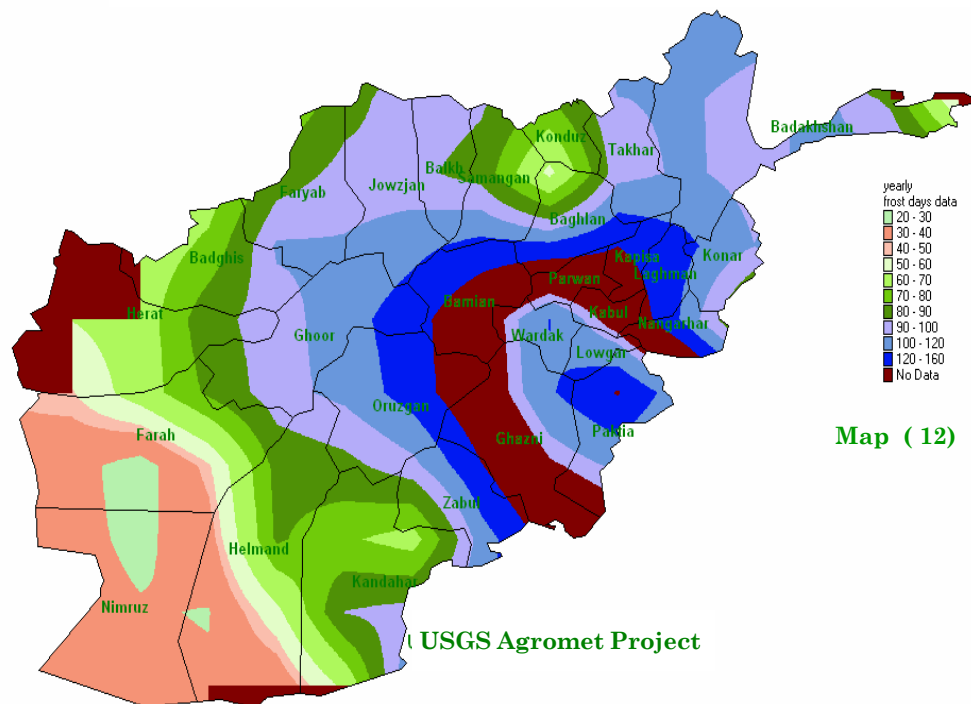 Konduz
Badakhshan
Takhar
Balkh
Samangan
Jowzjan
Faryab
yearly
frost days data
20 - 30
30 - 40
40 - 50
50 - 60
60 - 70
70 - 80
80 - 90
90 - 100
100 - 120
120 - 160
No Data
Baghlan
Badghis
Kapisa
Konar
Laghman
Parwan
Bamian
Herat
Kabul
Nangarhar
Ghoor
Wardak
Lowgar
Oruzgan
Farah
Ghazni
Paktia
Map ( 12)
Zabul
Helmand
Kandahar
Nimruz
USGS Agromet Project